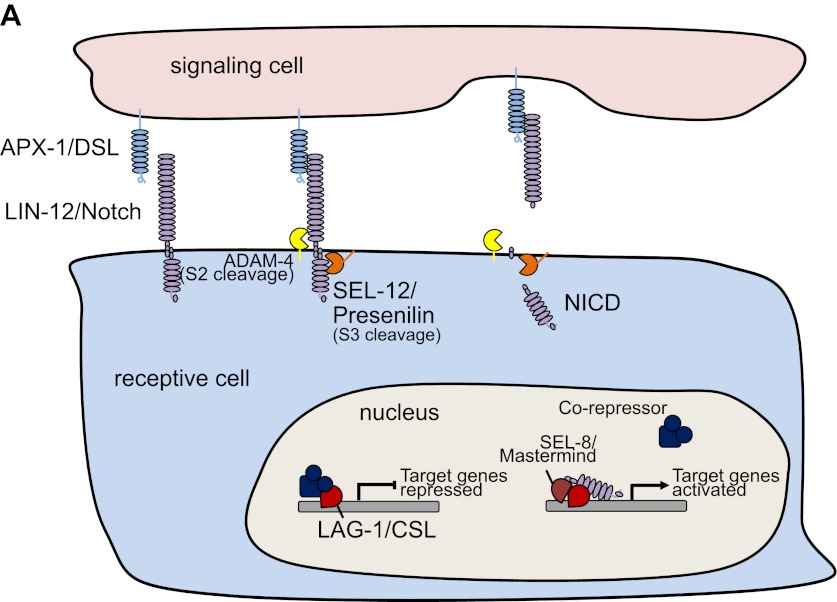 A
signaling cell
APX-1/DSL
LIN-12/Notch
ADAM-4
(S2 cleavage)
SEL-12/
Presenilin
(S3 cleavage)
NICD
receptive cell
nucleus
Co-repressor
SEL-8/
Mastermind
Target genes
repressed
Target genes
activated
LAG-1/CSL